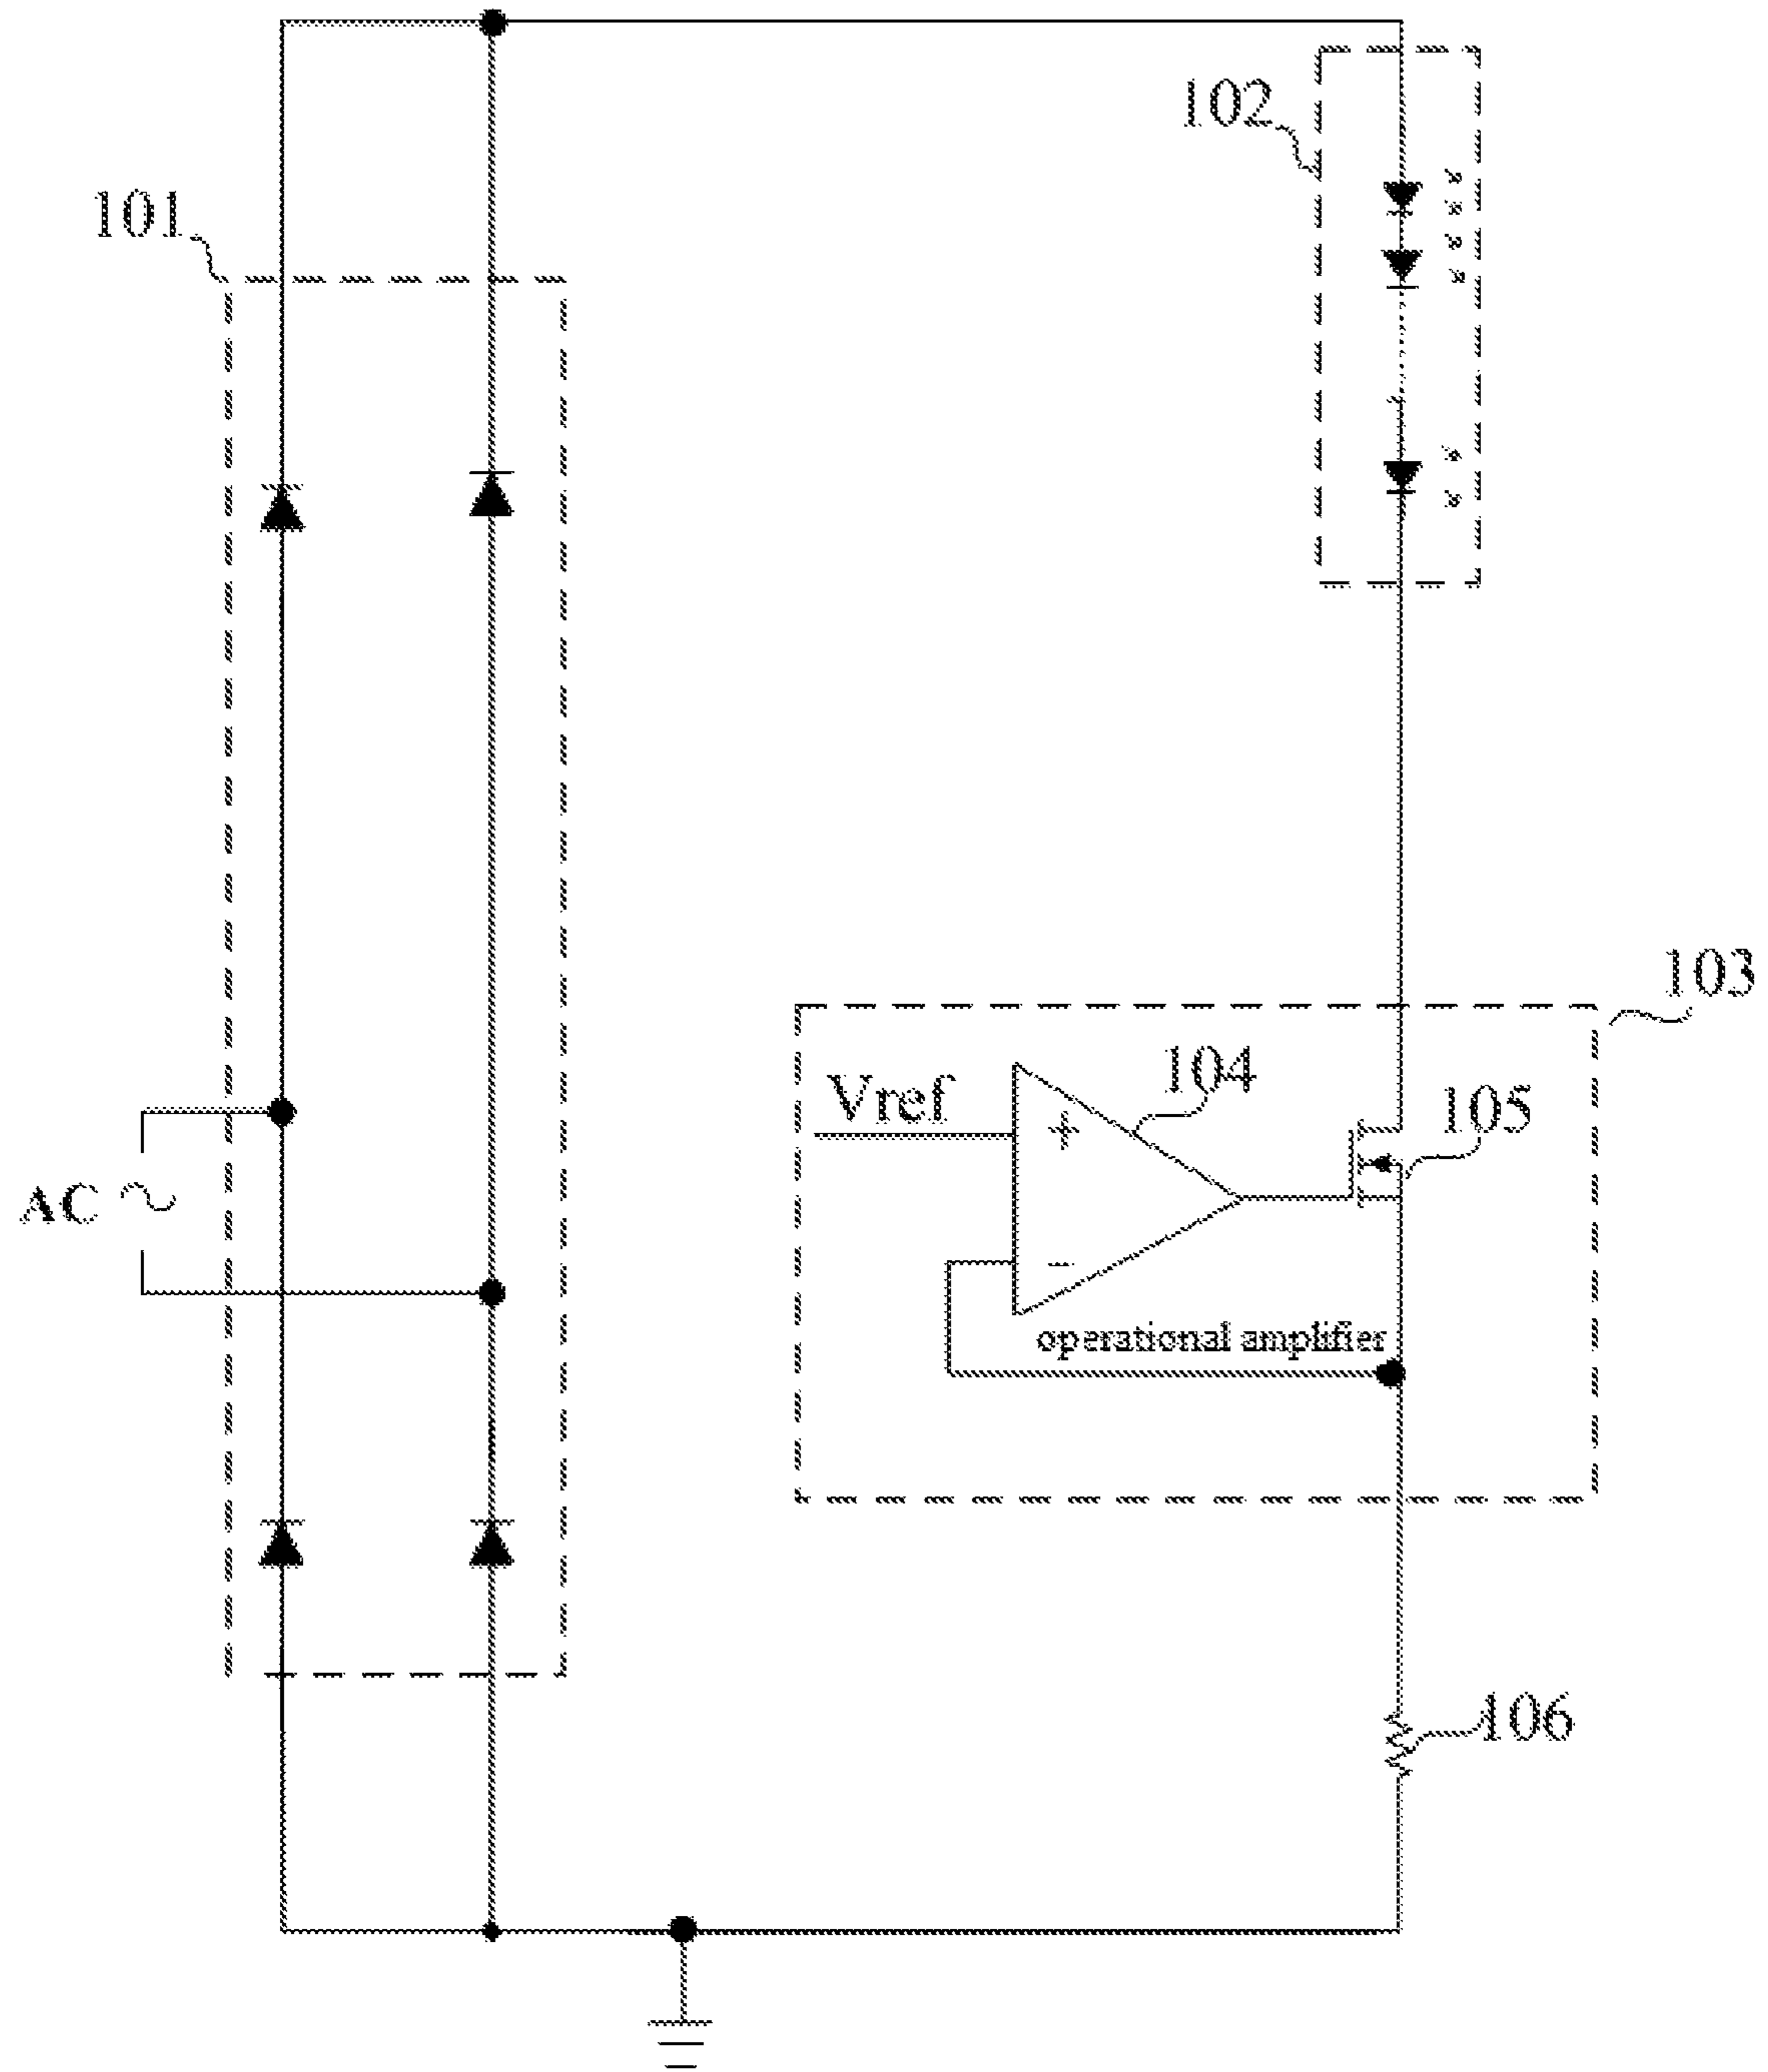 102
101
103
Vref
104
105
+
AC ~
-
operational amplifier
106